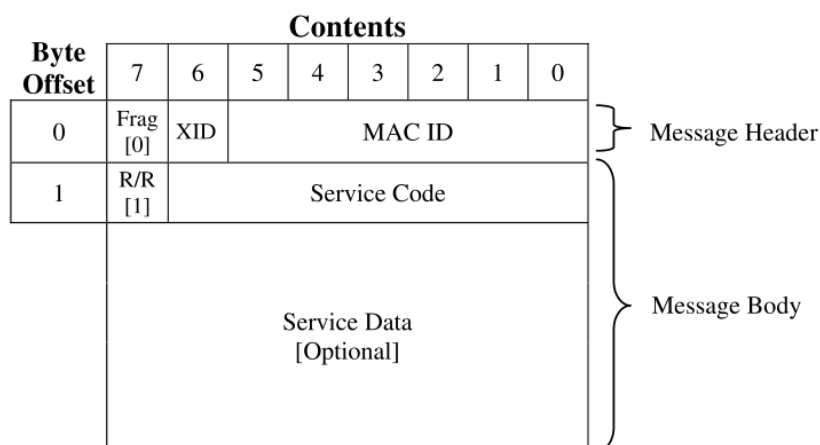 Contents
Byte
Offset 7 6 5 4 3 2 1 0
0 Frag
[0] XID MAC ID Message Header
1 R/R
[1] Service Code
Service Data
[Optional]
Message Body